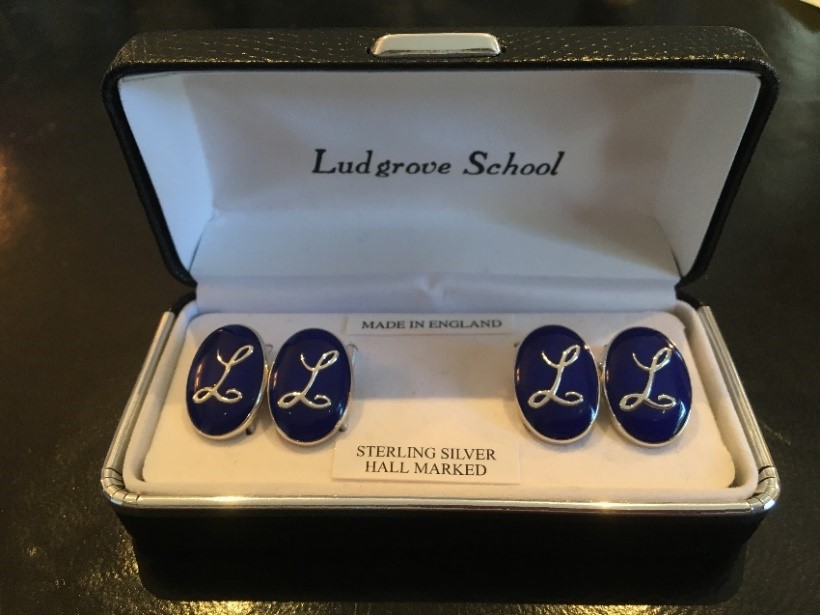 Ludgrove School
MADE IN ENGLAND
L L L L
STERLING SILVER
HALL MARKED